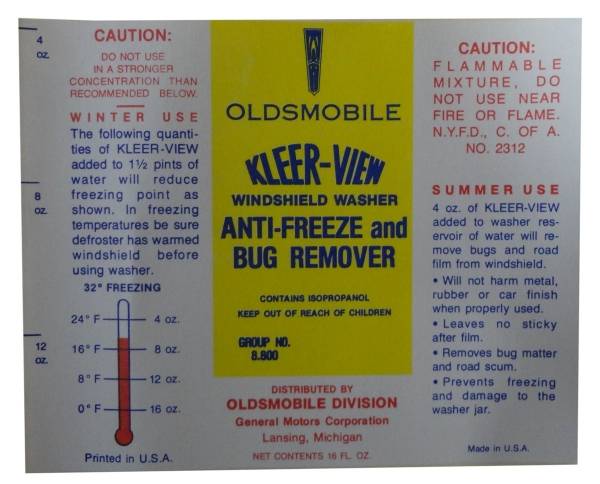 4
OZ.
8
OZ.
12
OZ.
CAUTION:
DO NOT USE
IN A STRONGER
CONCENTRATION THAN
RECOMMENDED BELOW.
WINTER USE
The following quanti-
ties of KLEER-VIEW
added to 1½ pints of
water will reduce
freezing point as
shown. In freezing
temperatures be sure
defroster has warmed
windshield before
using washer.
32° FREEZING
24° F 4 oz.
16° F 8 oz.
8° F 12 oz.
0° F 16 oz.
Printed in U.S.A.
OLDSMOBILE
KLEER-VIEW
WINDSHIELD WASHER
ANTI-FREEZE and
BUG REMOVER
CONTAINS ISOPROPANOL
KEEP OUT OF REACH OF CHILDREN
GROUP NO.
8.800
DISTRIBUTED BY
OLDSMOBILE DIVISION
General Motors Corporation
Lansing, Michigan
NET CONTENTS 16 FL. OZ.
CAUTION:
FLAMMABLE
MIXTURE, DO
NOT USE NEAR
FIRE OR FLAME.
N.Y.F.D., C. OF A.
NO. 2312
SUMMER USE
4 oz. of KLEER-VIEW
added to washer res-
ervoir of water will re-
move bugs and road
film from windshield.
• Will not harm metal,
rubber or car finish
when properly used.
• Leaves no sticky
after film.
• Removes bug matter
and road scum.
• Prevents freezing
and damage to the
washer jar.
Made in U.S.A.